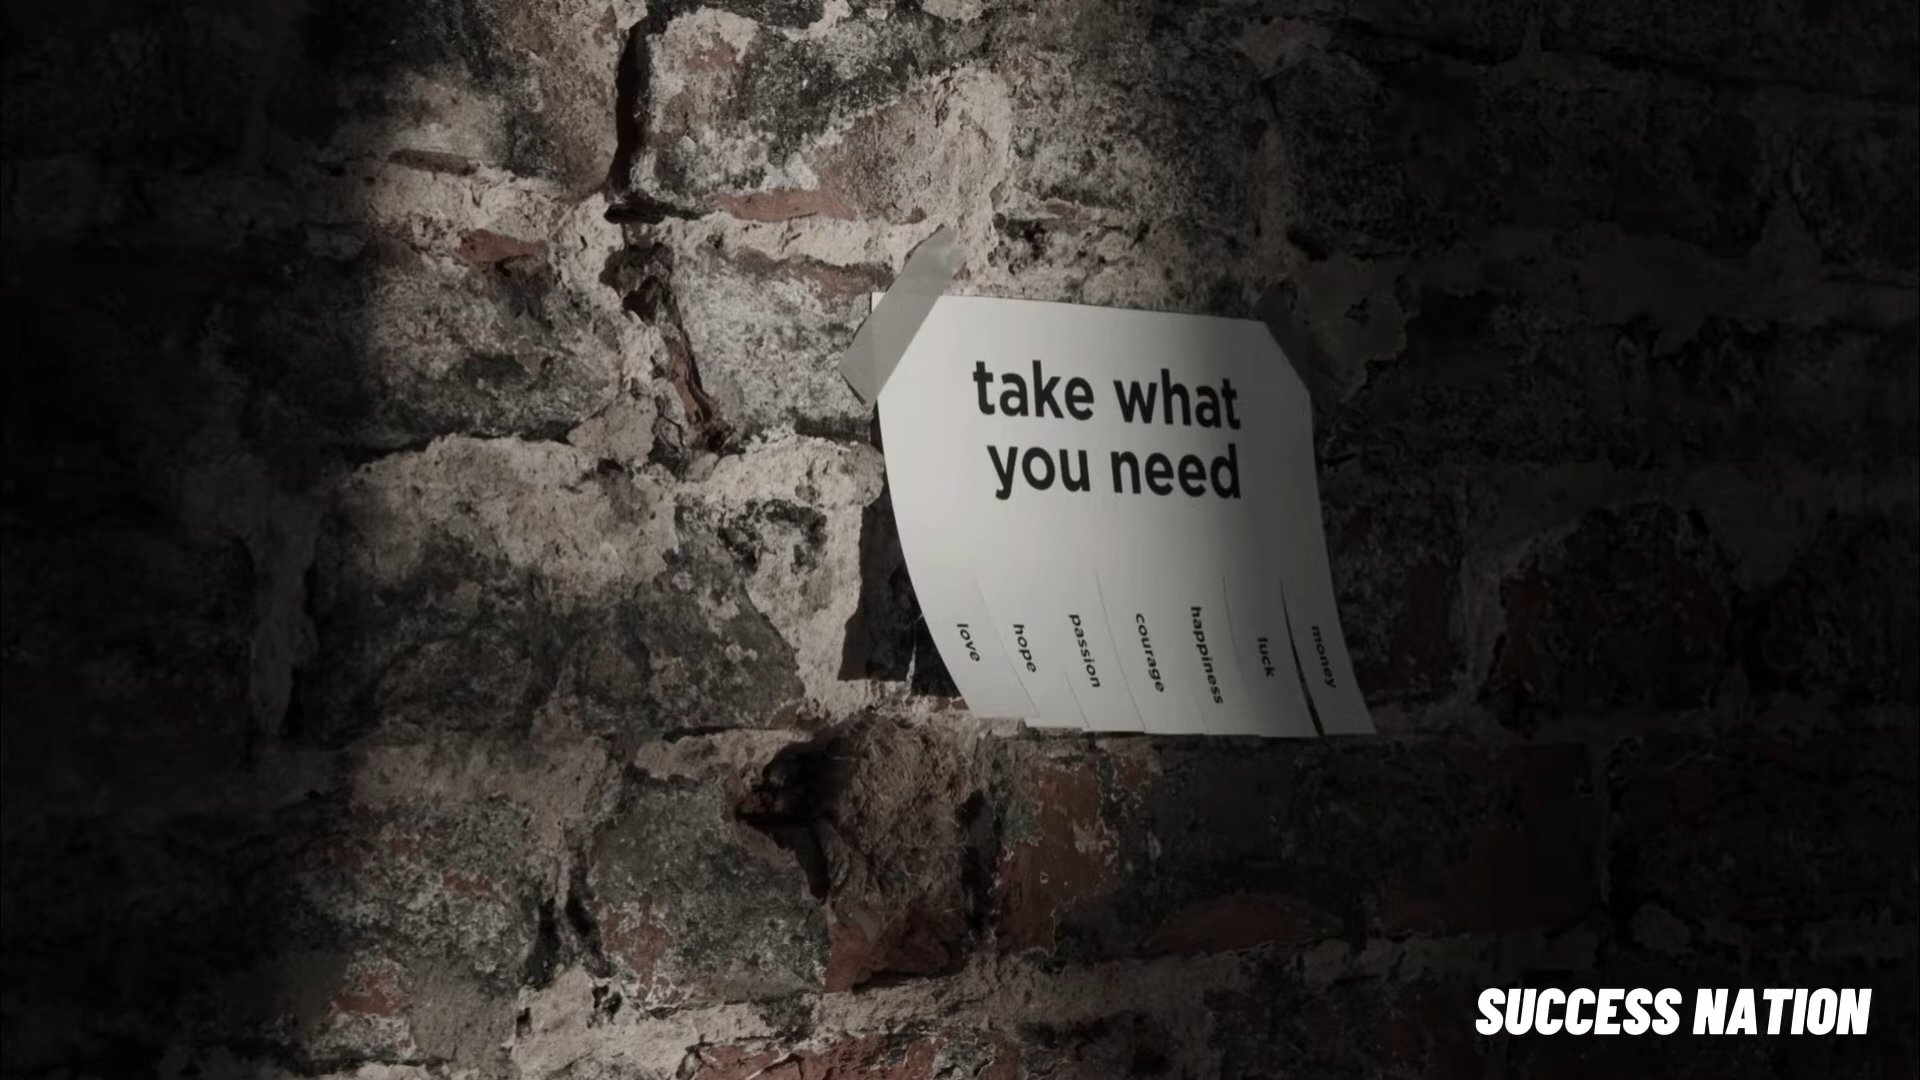 take what
you need
love
hope
passion
courage
happiness
luck
money
SUCCESS NATION